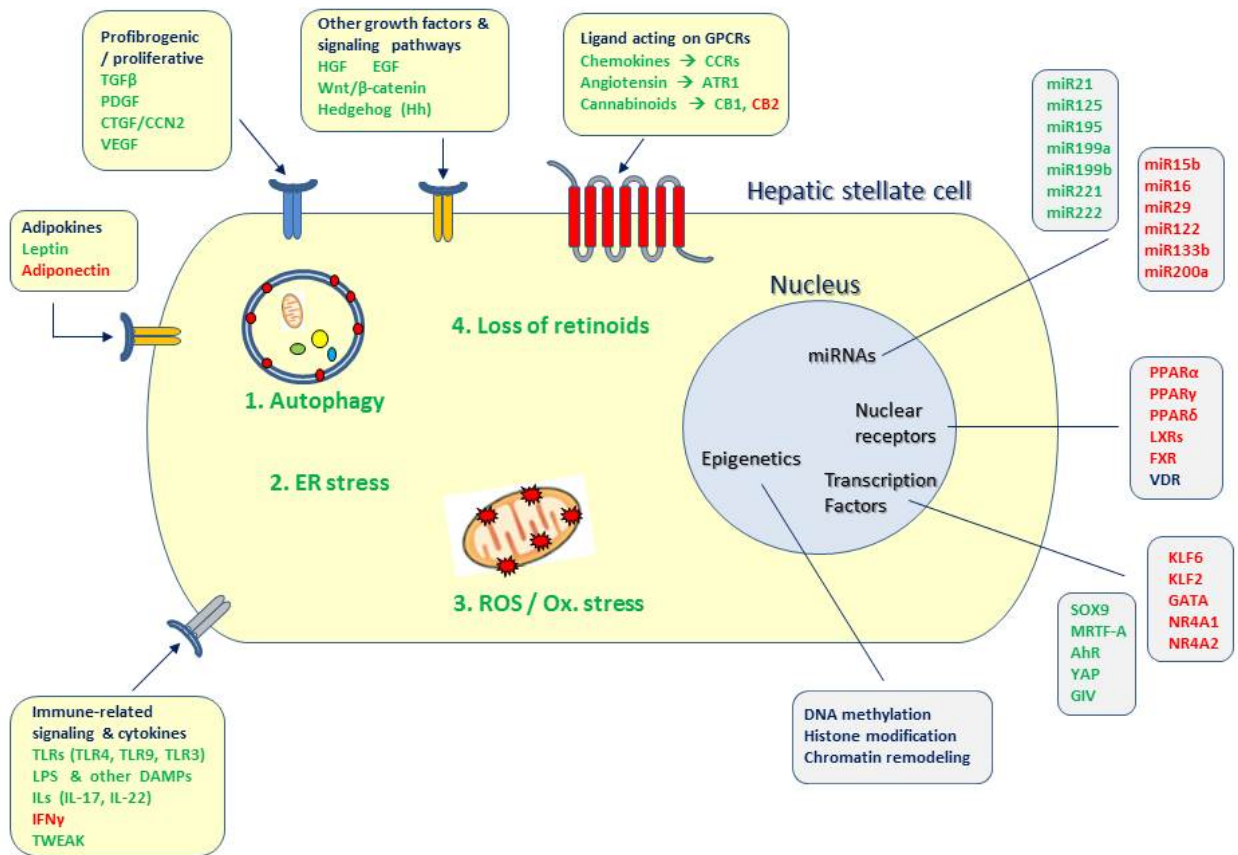 Profibrogenic
/ proliferative
TGFβ
PDGF
CTGF/CCN2
VEGF
Other growth factors &
signaling pathways
HGF EGF
Wnt/β-catenin
Hedgehog (Hh)
Ligand acting on GPCRs
Chemokines → CCRs
Angiotensin → ATR1
Cannabinoids → CB1, CB2
miR21
miR125
miR195
miR199a
miR199b
miR221
miR222
miR15b
miR16
miR29
miR122
miR133b
miR200a
Hepatic stellate cell
Adipokines
Leptin
Adiponectin
Nucleus
4. Loss of retinoids
miRNAs
1. Autophagy
Nuclear
receptors
PPARα
PPARγ
PPARδ
LXRs
FXR
VDR
Epigenetics
2. ER stress
Transcription
Factors
3. ROS / Ox. stress
KLF6
KLF2
GATA
NR4A1
NR4A2
SOX9
MRTF-A
AhR
YAP
GIV
Immune-related
signaling & cytokines
TLRs (TLR4, TLR9, TLR3)
LPS & other DAMPs
ILs (IL-17, IL-22)
IFNγ
TWEAK
DNA methylation
Histone modification
Chromatin remodeling